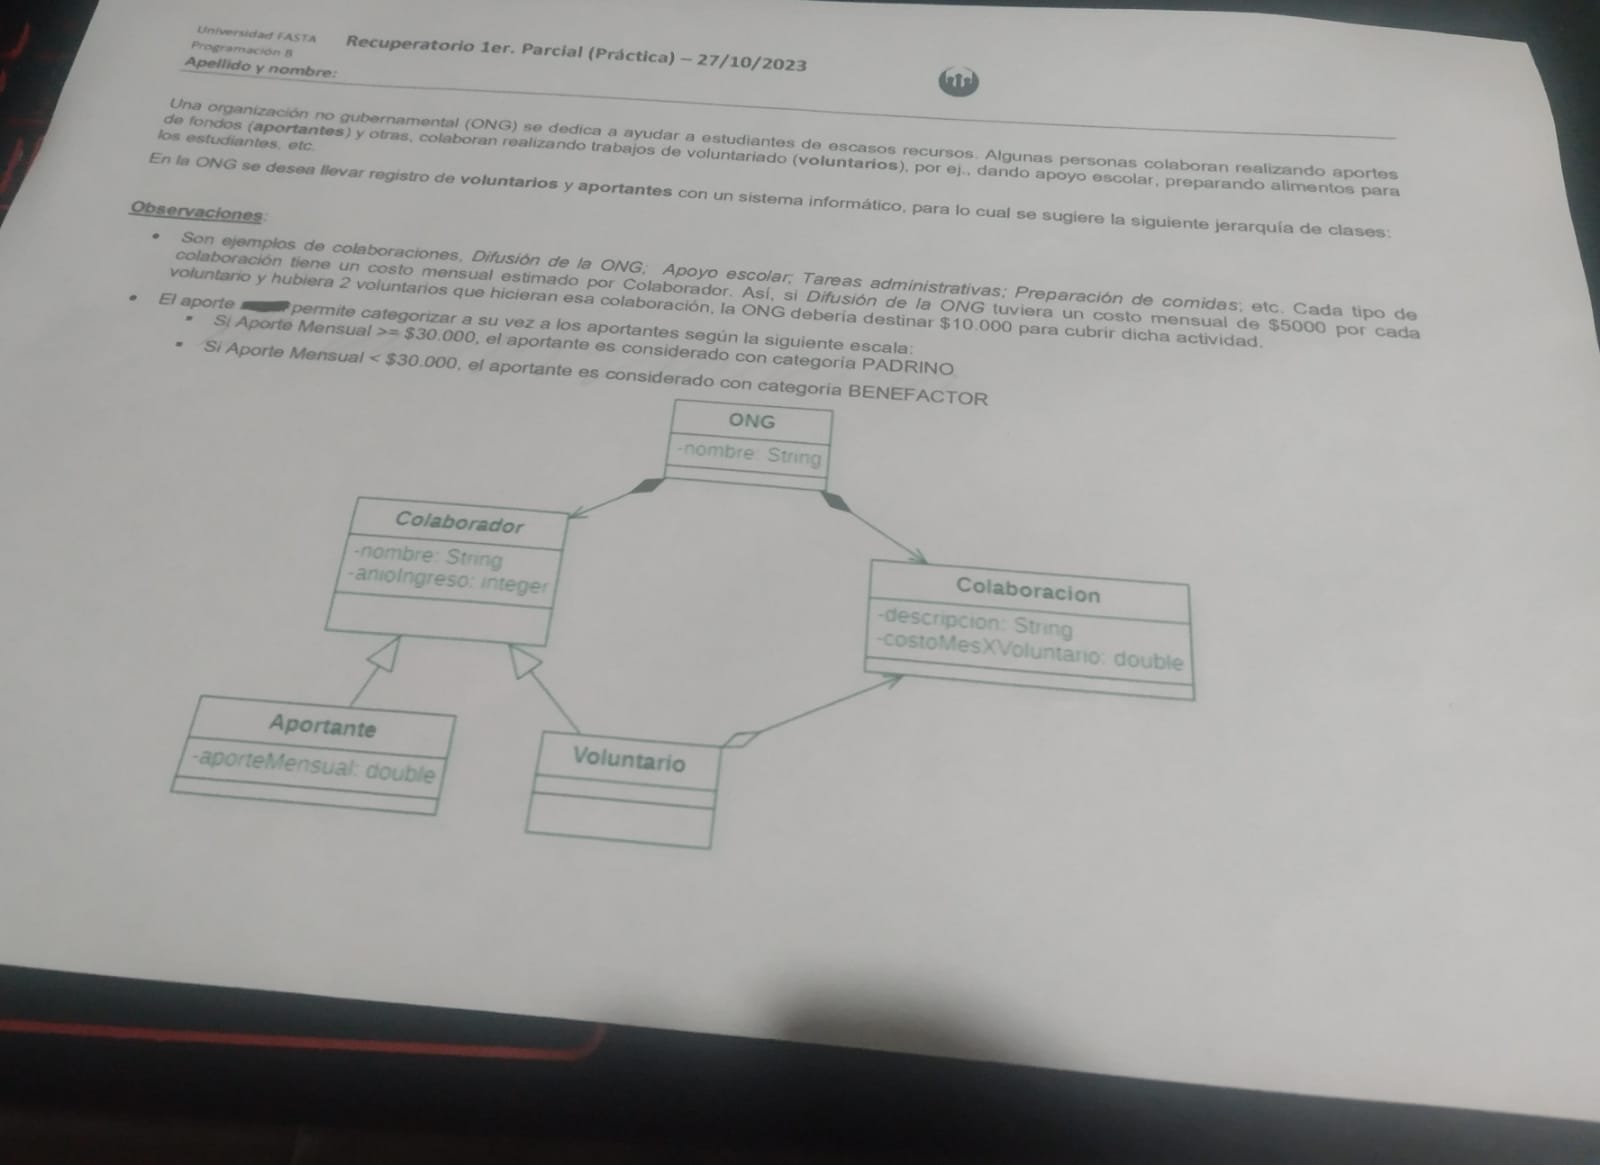 Universidad FASTA
Programación B
Recuperatorio 1er. Parcial (Práctica) – 27/10/2023
Apellido y nombre:
Una organización no gubernamental (ONG) se dedica a ayudar a estudiantes de escasos recursos. Algunas personas colaboran realizando aportes
de fondos (aportantes) y otras, colaboran realizando trabajos de voluntariado (voluntarios), por ej., dando apoyo escolar, preparando alimentos para
los estudiantes, etc.
En la ONG se desea llevar registro de voluntarios y aportantes con un sistema informático, para lo cual se sugiere la siguiente jerarquía de clases:
Observaciones:
• Son ejemplos de colaboraciones, Difusión de la ONG; Apoyo escolar; Tareas administrativas; Preparación de comidas; etc. Cada tipo de
colaboración tiene un costo mensual estimado por Colaborador. Así, si Difusión de la ONG tuviera un costo mensual de $5000 por cada
voluntario y hubiera 2 voluntarios que hicieran esa colaboración, la ONG debería destinar $10.000 para cubrir dicha actividad.
• El aporte permite categorizar a su vez a los aportantes según la siguiente escala:
▪ Si Aporte Mensual >= $30.000, el aportante es considerado con categoría PADRINO
▪ Si Aporte Mensual < $30.000, el aportante es considerado con categoría BENEFACTOR
ONG
-nombre: String
Colaborador
-nombre: String
-anioIngreso: integer
Colaboracion
-descripcion: String
-costoMesXVoluntario: double
Aportante
-aporteMensual: double
Voluntario